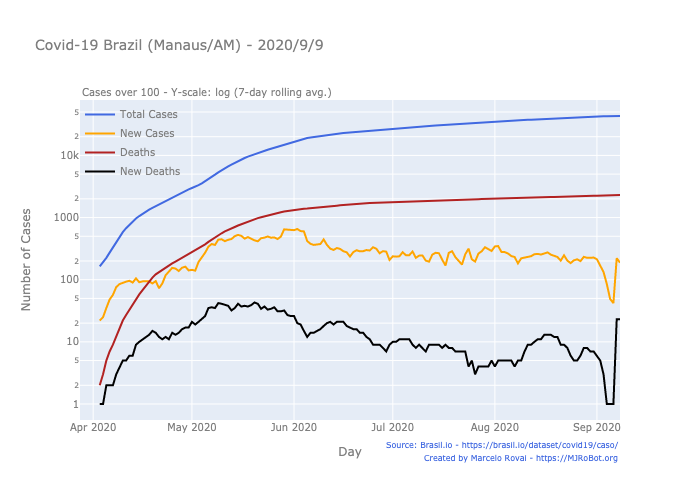 Covid-19 Brazil (Manaus/AM) - 2020/9/9
Cases over 100 - Y-scale: log (7-day rolling avg.)
Total Cases
New Cases
Deaths
New Deaths
Number of Cases
5
2
10k
5
2
1000
5
2
100
5
2
10
5
2
1
Apr 2020
May 2020
Jun 2020
Jul 2020
Aug 2020
Sep 2020
Day
Source: Brasil.io - https://brasil.io/dataset/covid19/caso/
Created by Marcelo Rovai - https://MJRoBot.org